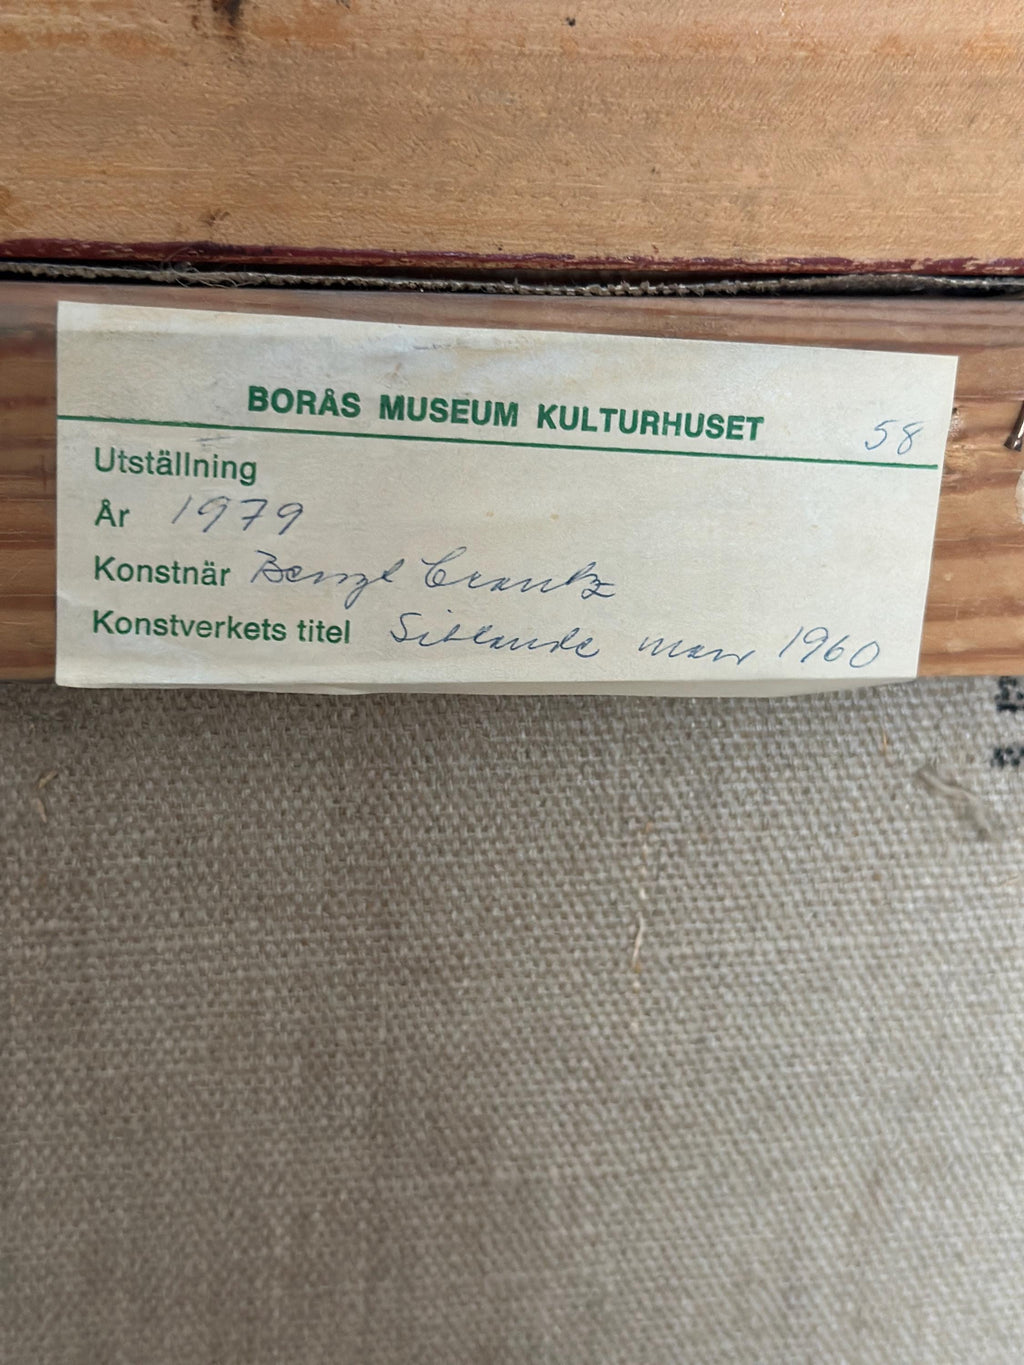 BORÅS MUSEUM KULTURHUSET 58
Utställning
År 1979
Konstnär Bengt Crantz
Konstverkets titel Sittande man 1960